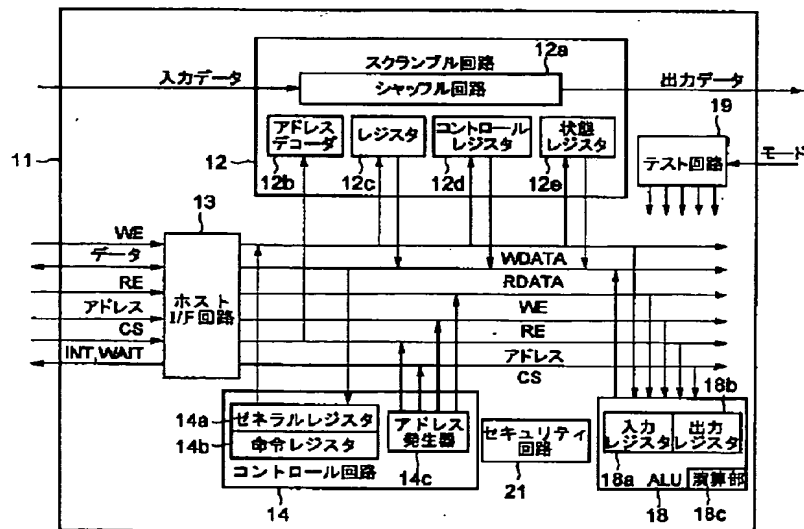 12a
スクランブル回路
入力データ
シャッフル回路
出力データ
19
アドレス
デコーダ
レジスタ
コントロール
レジスタ
状態
レジスタ
11
12
12b
12c
12d
12e
テスト回路
モード
13
WE
データ
RE
アドレス
CS
INT,WAIT
ホスト
I/F回路
WDATA
RDATA
WE
RE
アドレス
CS
18b
14a
ゼネラルレジスタ
14b
命令レジスタ
コントロール回路
アドレス
発生器
14c
14
セキュリティ
回路
21
入力
レジスタ
出力
レジスタ
18a
ALU
演算部
18
18c